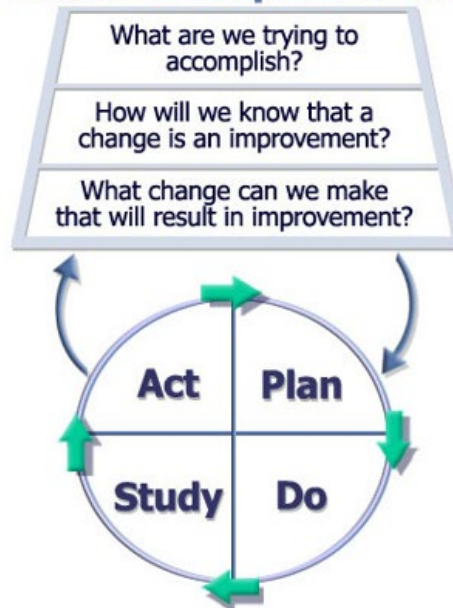 What are we trying to
accomplish?
How will we know that a
change is an improvement?
What change can we make
that will result in improvement?
Act Plan
Study Do